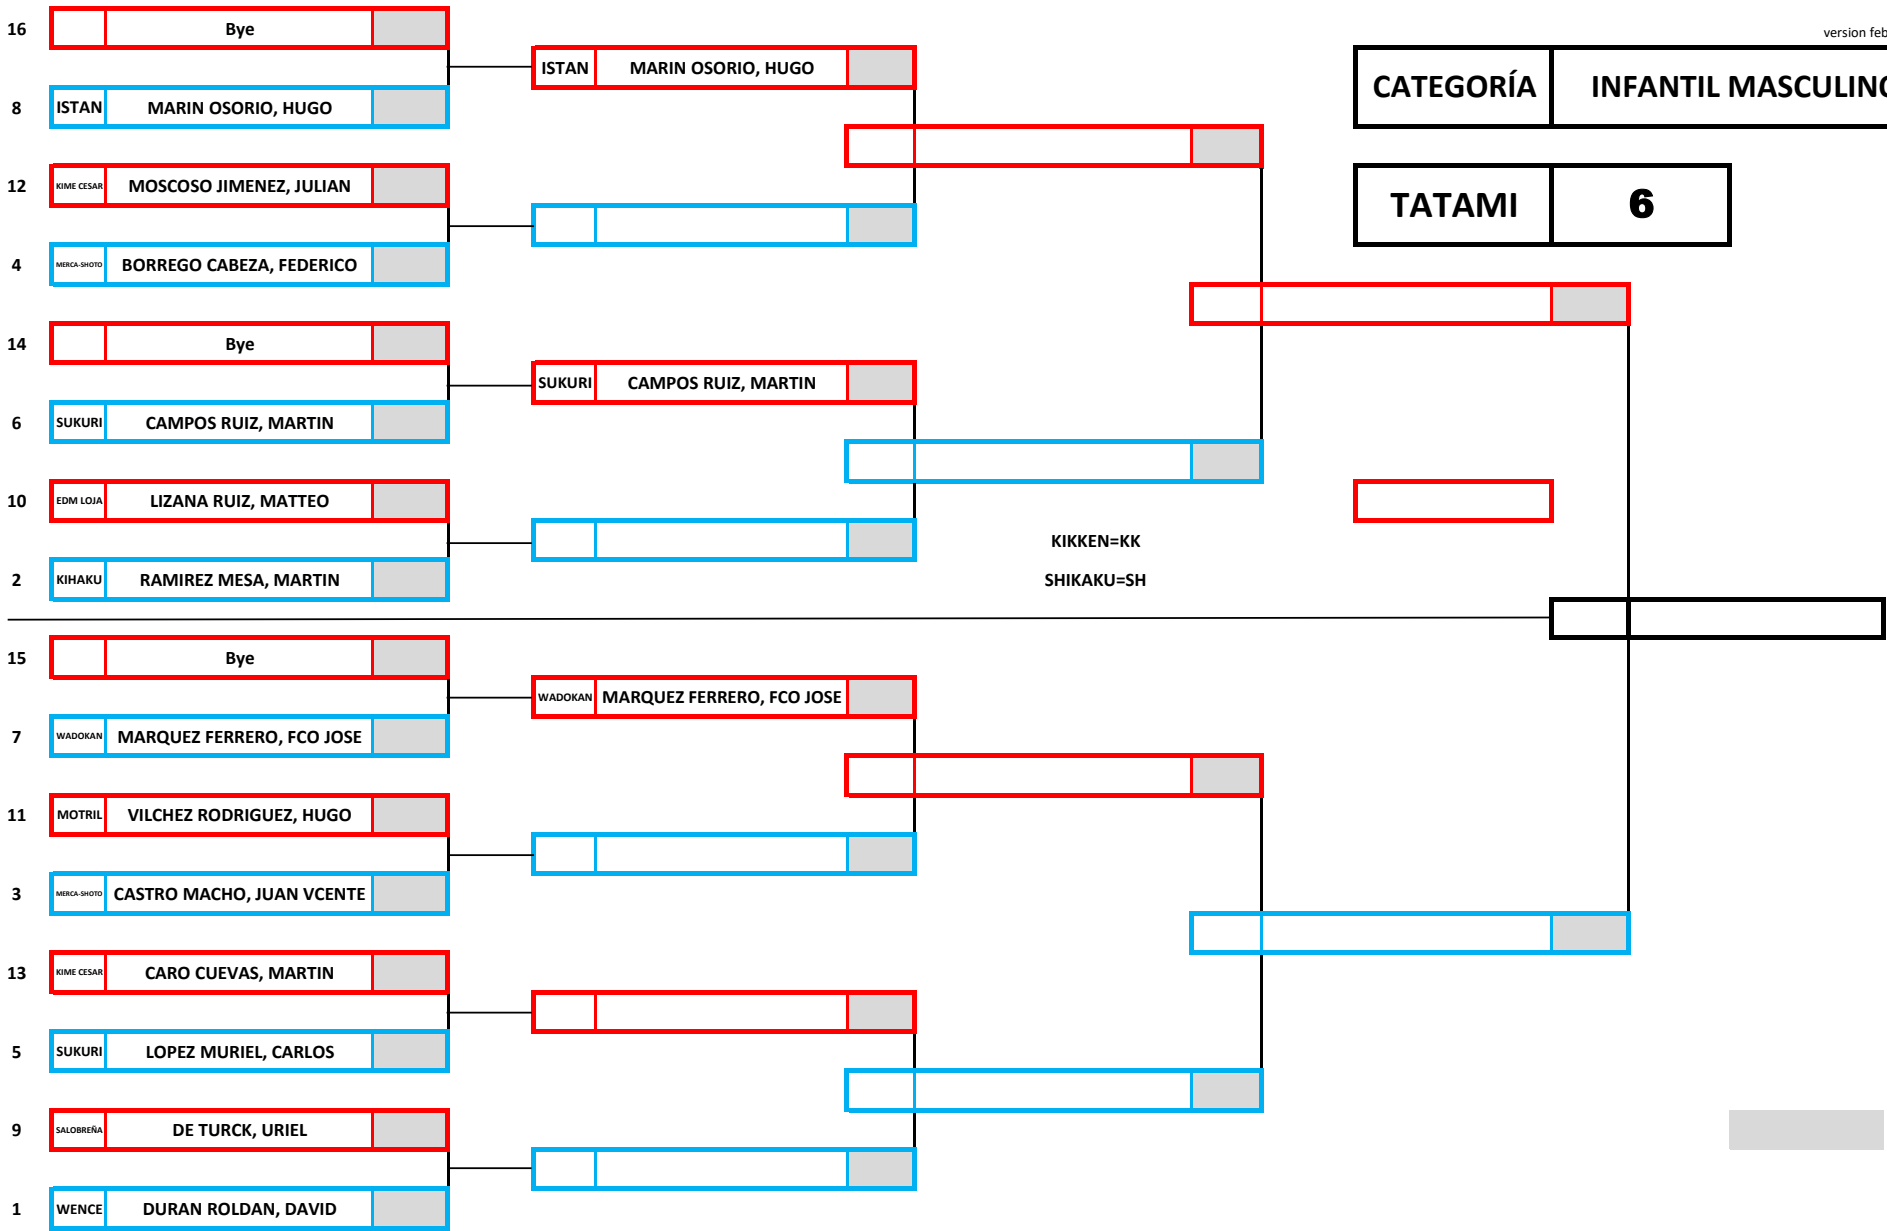 version feb
CATEGORÍA INFANTIL MASCULINO
TATAMI 6
16 Bye
ISTAN MARIN OSORIO, HUGO
8 ISTAN MARIN OSORIO, HUGO
12 KIME CESAR MOSCOSO JIMENEZ, JULIAN
4 MERCA-SHOTO BORREGO CABEZA, FEDERICO
14 Bye
SUKURI CAMPOS RUIZ, MARTIN
6 SUKURI CAMPOS RUIZ, MARTIN
10 EDM LOJA LIZANA RUIZ, MATTEO
KIKKEN=KK
2 KIHAKU RAMIREZ MESA, MARTIN
SHIKAKU=SH
15 Bye
WADOKAN MARQUEZ FERRERO, FCO JOSE
7 WADOKAN MARQUEZ FERRERO, FCO JOSE
11 MOTRIL VILCHEZ RODRIGUEZ, HUGO
3 MERCA-SHOTO CASTRO MACHO, JUAN VCENTE
13 KIME CESAR CARO CUEVAS, MARTIN
5 SUKURI LOPEZ MURIEL, CARLOS
9 SALOBREÑA DE TURCK, URIEL
1 WENCE DURAN ROLDAN, DAVID